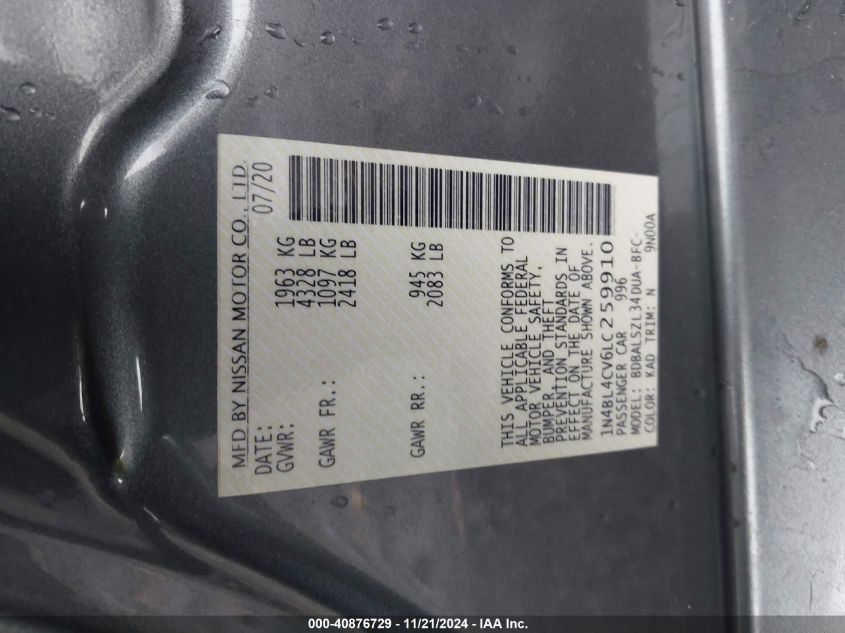 MFD BY NISSAN MOTOR CO., LTD.
DATE: 07/20
GVWR: 1963 KG
4328 LB
GAWR FR.: 1097 KG
2418 LB
GAWR RR.: 945 KG
2083 LB
THIS VEHICLE CONFORMS TO
ALL APPLICABLE FEDERAL
MOTOR VEHICLE SAFETY,
BUMPER AND THEFT
PREVENTION STANDARDS IN
EFFECT ON THE DATE OF
MANUFACTURE SHOWN ABOVE.
1N4BL4CV6LC259910
PASSENGER CAR 996
MODEL: BDBALSZL34DUA-BFC-
COLOR: KAD TRIM: N 9N00A
000-40876729 - 11/21/2024 - IAA Inc.